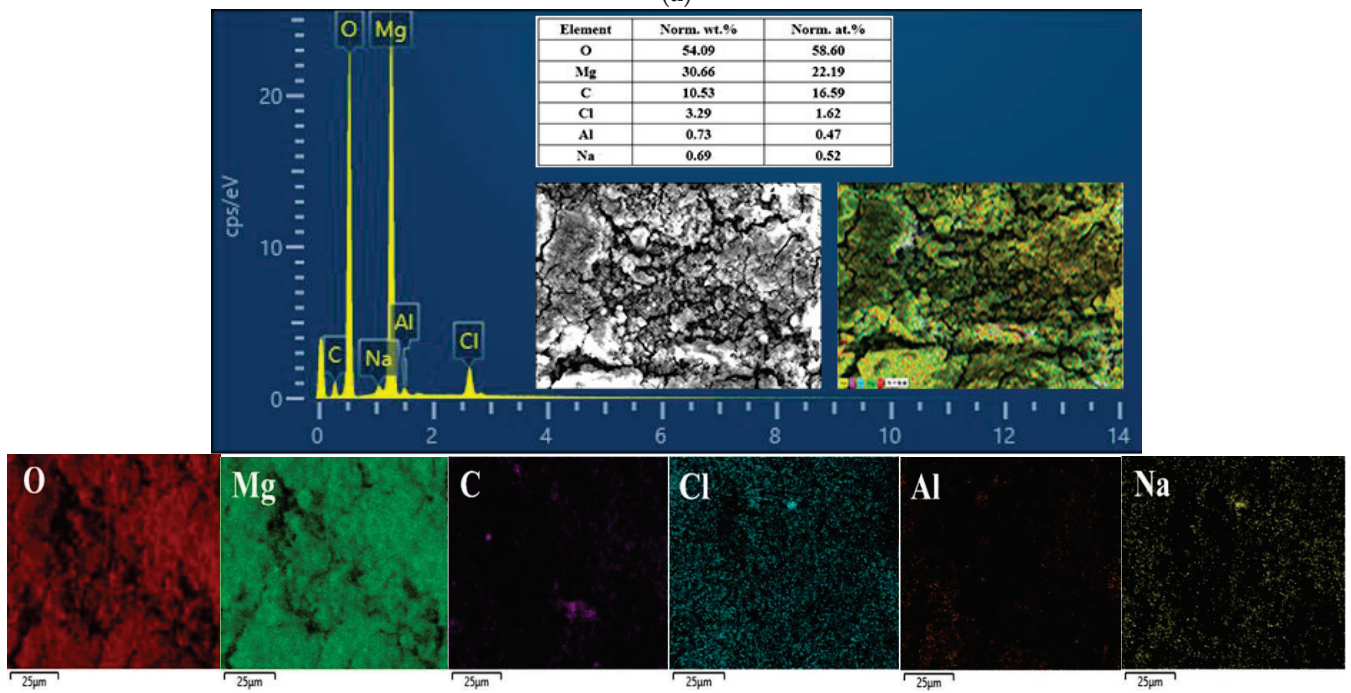 (a)
O Mg
Element Norm. wt.% Norm. at.%
O 54.09 58.60
Mg 30.66 22.19
C 10.53 16.59
Cl 3.29 1.62
Al 0.73 0.47
Na 0.69 0.52
20
cps/eV
10
Al
Cl
C Na
0
0 2 4 6 8 10 12 14
O Mg C Cl Al Na
25μm 25μm 25μm 25μm 25μm 25μm